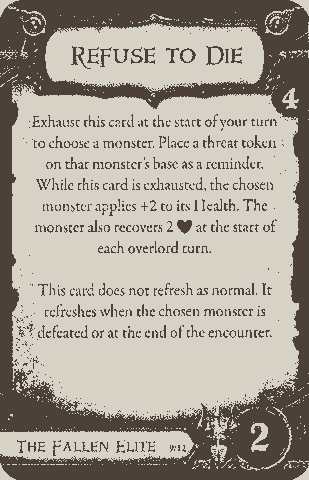 REFUSE TO DIE
4
Exhaust this card at the start of your turn
to choose a monster. Place a threat token
on that monster's base as a reminder.
While this card is exhausted, the chosen
monster applies +2 to its Health. The
monster also recovers 2 ♥ at the start of
each overlord turn.
This card does not refresh as normal. It
refreshes when the chosen monster is
defeated or at the end of the encounter.
THE FALLEN ELITE 9/12
2